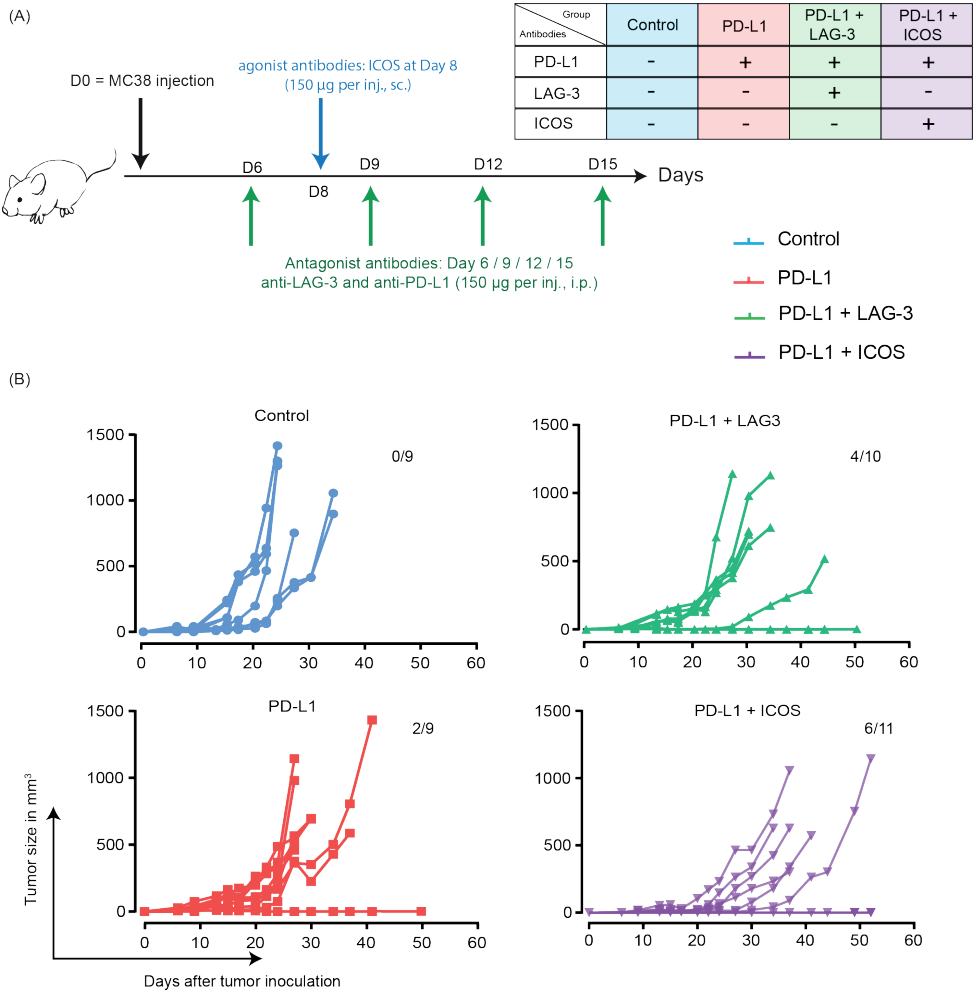 (A)
D0 = MC38 injection
agonist antibodies: ICOS at Day 8
(150 µg per inj., sc.)
Group
Antibodies
Control
PD-L1
PD-L1 +
LAG-3
PD-L1 +
ICOS
PD-L1 - + + +
LAG-3 - - + -
ICOS - - - +
D6
D8
D9
D12
D15
Days
Antagonist antibodies: Day 6 / 9 / 12 / 15
anti-LAG-3 and anti-PD-L1 (150 µg per inj., i.p.)
Control
PD-L1
PD-L1 + LAG-3
PD-L1 + ICOS
(B)
Control
0/9
1500
1000
500
0
0 10 20 30 40 50 60
PD-L1 + LAG3
4/10
1500
1000
500
0
0 10 20 30 40 50 60
PD-L1
2/9
1500
1000
500
0
0 10 20 30 40 50 60
PD-L1 + ICOS
6/11
1500
1000
500
0
0 10 20 30 40 50 60
Tumor size in mm³
Days after tumor inoculation